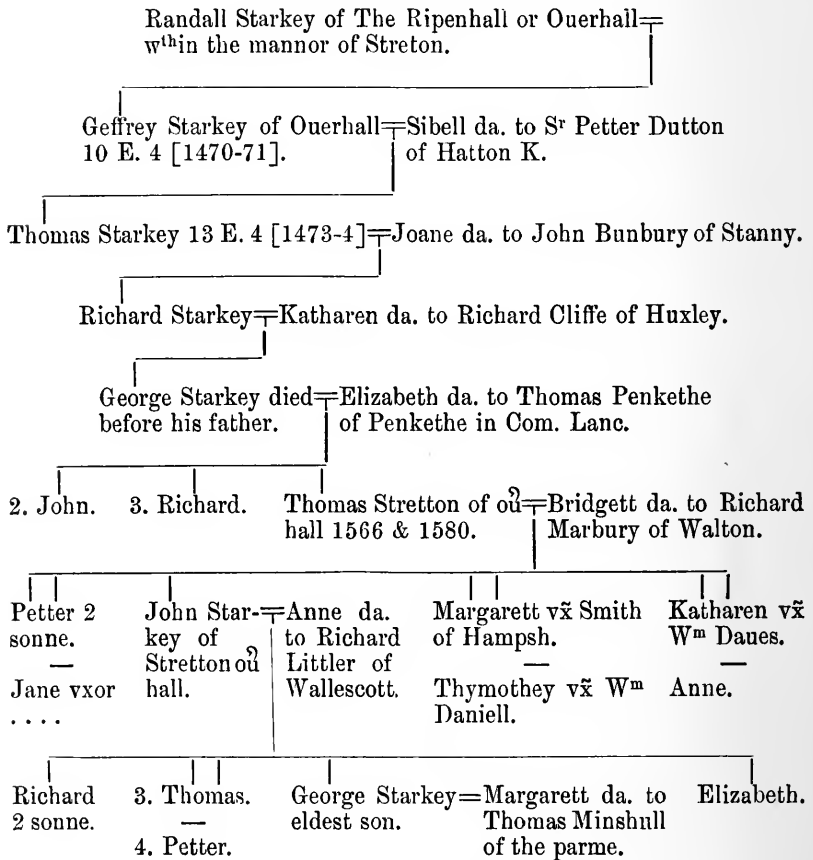 Randall Starkey of The Ripenhall or Ouerhall=
wthin the mannor of Streton.
Geffrey Starkey of Ouerhall=Sibell da. to Sr Petter Dutton
10 E. 4 [1470-71]. of Hatton K.
Thomas Starkey 13 E. 4 [1473-4]=Joane da. to John Bunbury of Stanny.
Richard Starkey=Katharen da. to Richard Cliffe of Huxley.
George Starkey died=Elizabeth da. to Thomas Penkethe
before his father. of Penkethe in Com. Lanc.
2. John. 3. Richard. Thomas Stretton of oũ=Bridgett da. to Richard
hall 1566 & 1580. Marbury of Walton.
Petter 2 John Star-=Anne da. Margarett vx̃ Smith Katharen vx̃
sonne. key of to Richard of Hampsh. Wm Daues.
— Stretton oũ Littler of — —
Jane vxor hall. Wallescott. Thymothey vx̃ Wm Anne.
. . . . Daniell.
Richard 3. Thomas. George Starkey=Margarett da. to Elizabeth.
2 sonne. — eldest son. Thomas Minshull
4. Petter. of the parme.